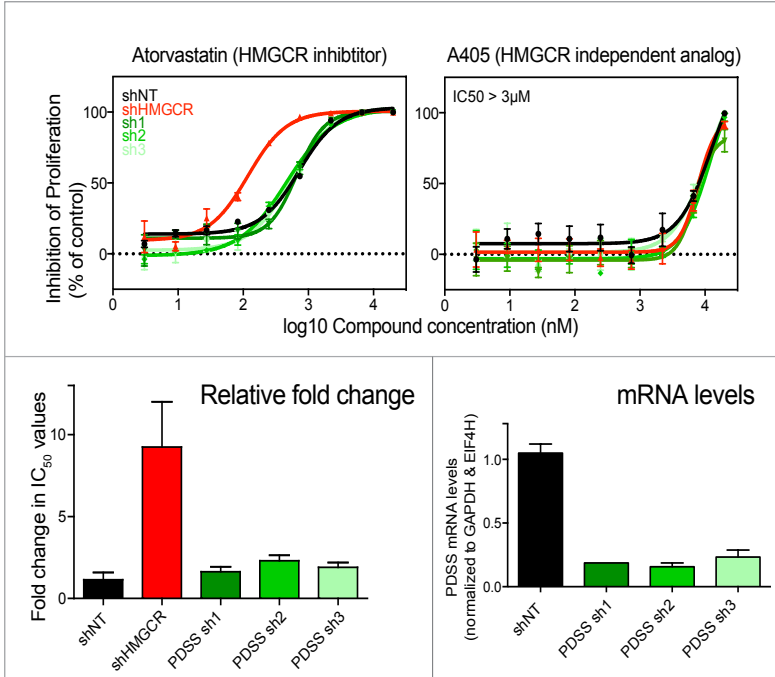 Atorvastatin (HMGCR inhibtitor)
A405 (HMGCR independent analog)
shNT
shHMGCR
sh1
sh2
sh3
IC50 > 3µM
Inhibition of Proliferation
(% of control)
100
50
0
0
1
2
3
4
100
50
0
0
1
2
3
4
log10 Compound concentration (nM)
Relative fold change
Fold change in IC50 values
10
5
0
shNT
shHMGCR
PDSS sh1
PDSS sh2
PDSS sh3
mRNA levels
PDSS mRNA levels
(normalized to GAPDH & EIF4H)
1.0
0.5
0.0
shNT
PDSS sh1
PDSS sh2
PDSS sh3